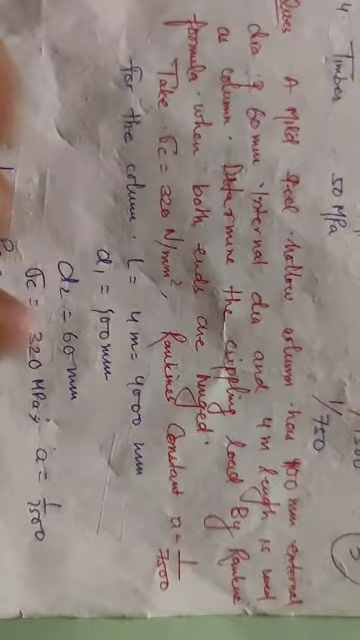 4. Timber 50 MPa 1/750
Ques A Mild Steel hollow column has 100 mm external
dia g 60 mm internal dia and 4 m length is used
as column. Determine the crippling load By Rankine
formula when both ends are hinged.
Take σc = 320 N/mm², Rankines Constant a = 1/7500
for the column. L = 4 m = 4000 mm
d1 = 100 mm
d2 = 60 mm
σc = 320 MPa, a = 1/7500